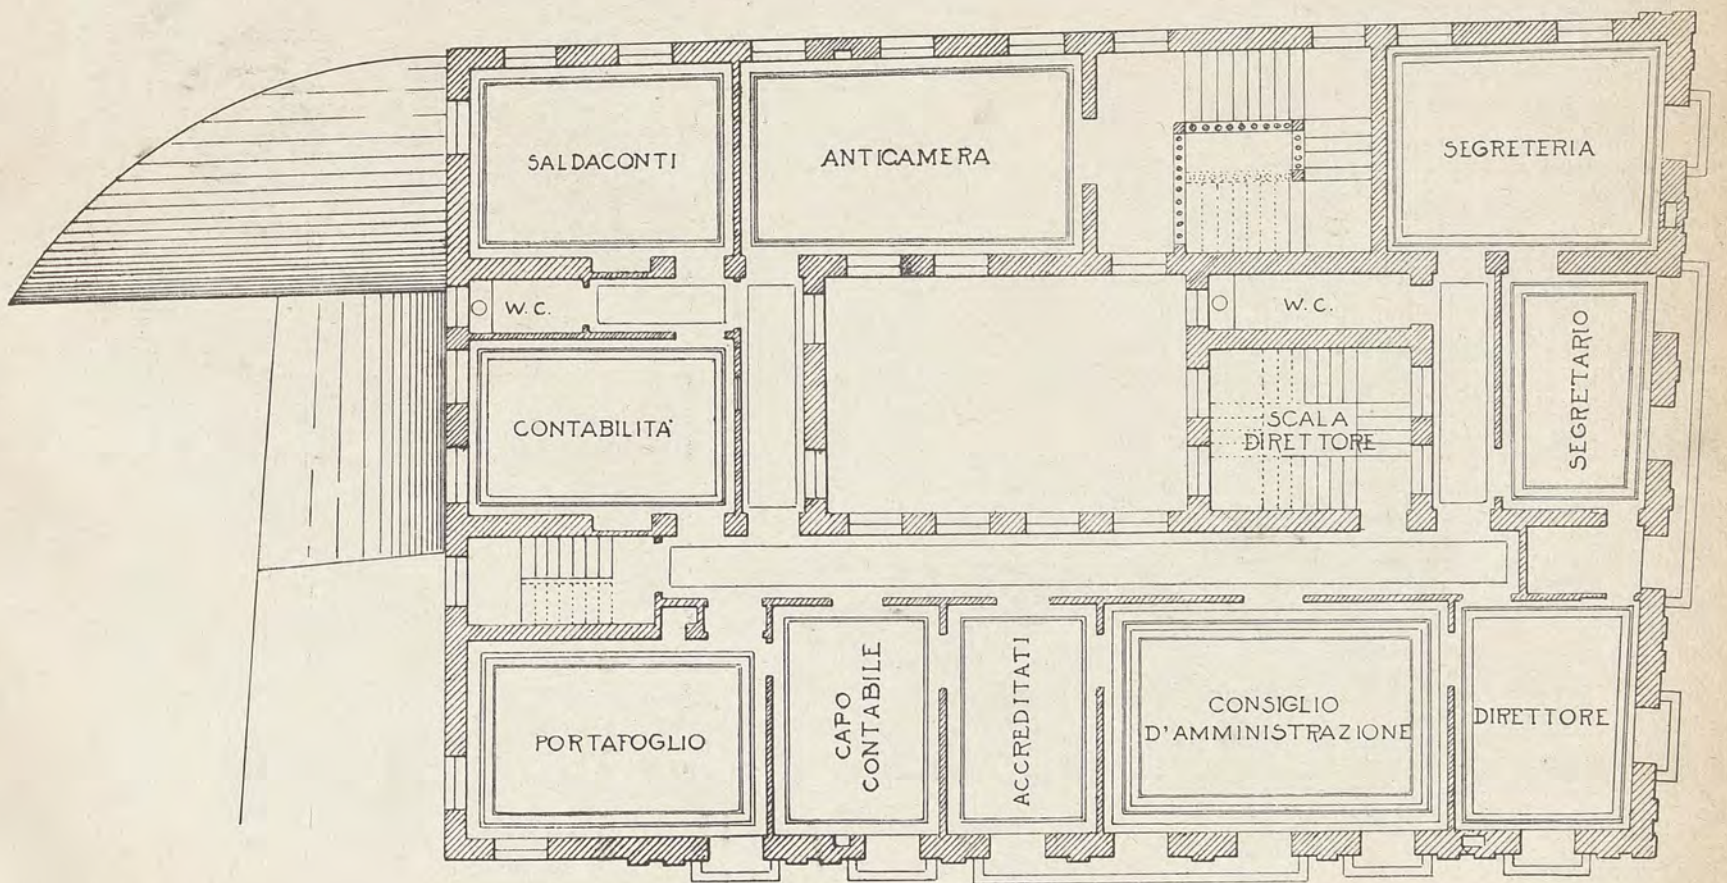 SALDACONTI
ANTICAMERA
SEGRETERIA
W.C.
W.C.
SEGRETARIO
CONTABILITA'
SCALA
DIRETTORE
PORTAFOGLIO
CAPO
CONTABILE
ACCREDITATI
CONSIGLIO
D'AMMINISTRAZIONE
DIRETTORE